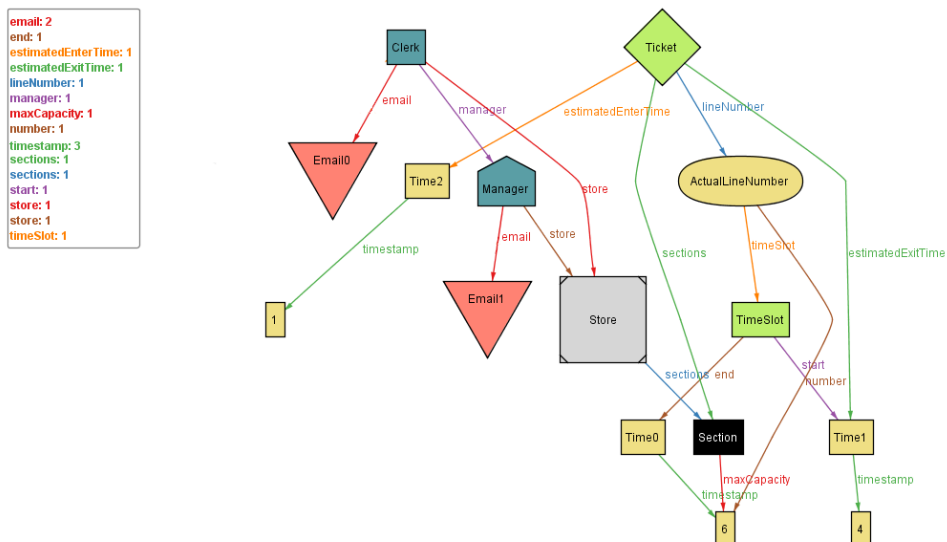 email: 2
end: 1
estimatedEnterTime: 1
estimatedExitTime: 1
lineNumber: 1
manager: 1
maxCapacity: 1
number: 1
timestamp: 3
sections: 1
sections: 1
start: 1
store: 1
store: 1
timeSlot: 1
Clerk
Ticket
email
manager
estimatedEnterTime
lineNumber
Email0
Time2
Manager
store
ActualLineNumber
timestamp
email
store
sections
timeSlot
estimatedExitTime
Email1
1
Store
TimeSlot
sections
end
start
number
Time0
Section
Time1
maxCapacity
timestamp
timestamp
6
4